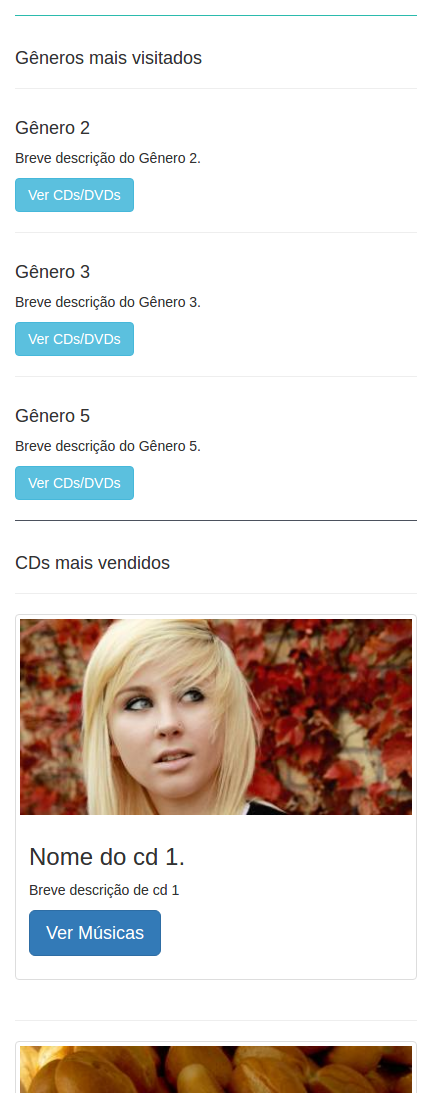 Gêneros mais visitados
Gênero 2
Breve descrição do Gênero 2.
Ver CDs/DVDs
Gênero 3
Breve descrição do Gênero 3.
Ver CDs/DVDs
Gênero 5
Breve descrição do Gênero 5.
Ver CDs/DVDs
CDs mais vendidos
Nome do cd 1.
Breve descrição de cd 1
Ver Músicas